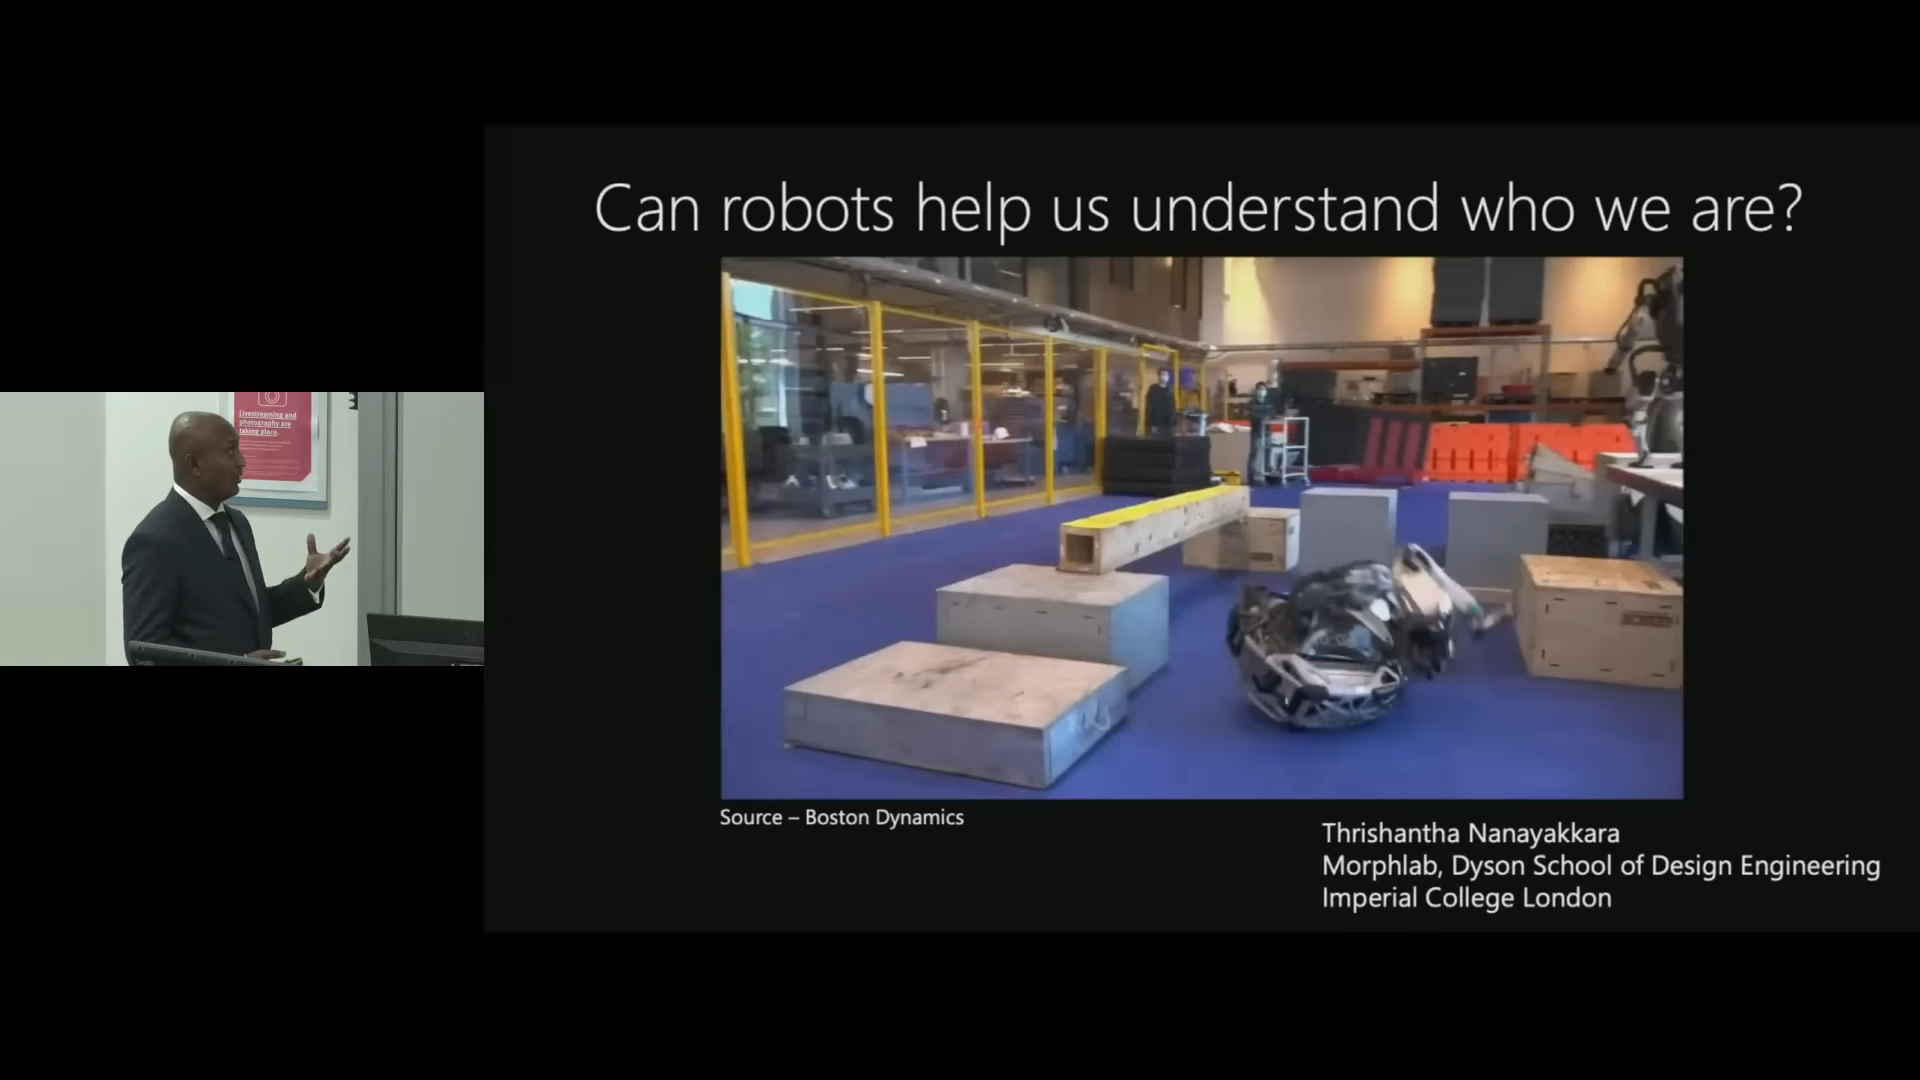 Can robots help us understand who we are?
Livestreaming and
photography are
taking place.
Source – Boston Dynamics
Thrishantha Nanayakkara
Morphlab, Dyson School of Design Engineering
Imperial College London